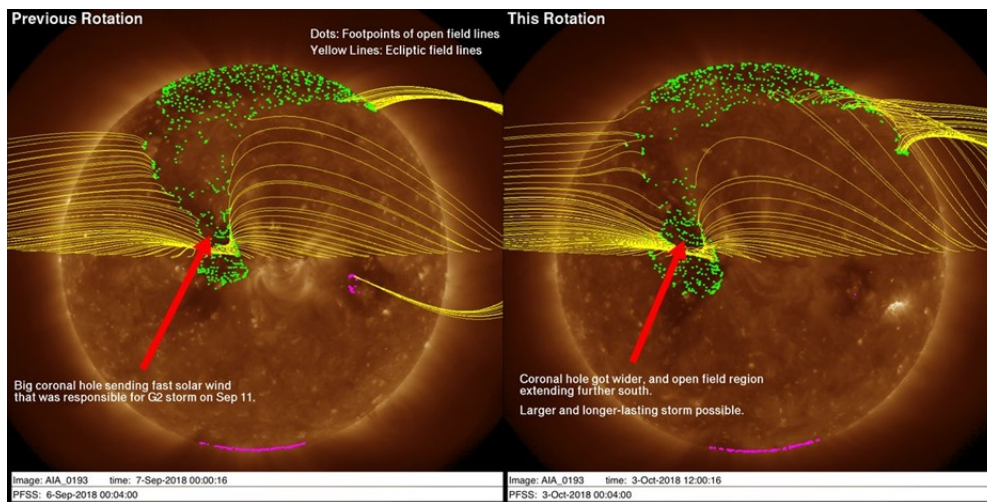 Previous Rotation
Dots: Footpoints of open field lines
Yellow Lines: Ecliptic field lines
Big coronal hole sending fast solar wind
that was responsible for G2 storm on Sep 11.
Image: AIA_0193 time: 7-Sep-2018 00:00:16
PFSS: 6-Sep-2018 00:04:00
This Rotation
Coronal hole got wider, and open field region
extending further south.
Larger and longer-lasting storm possible.
Image: AIA_0193 time: 3-Oct-2018 12:00:16
PFSS: 3-Oct-2018 00:04:00